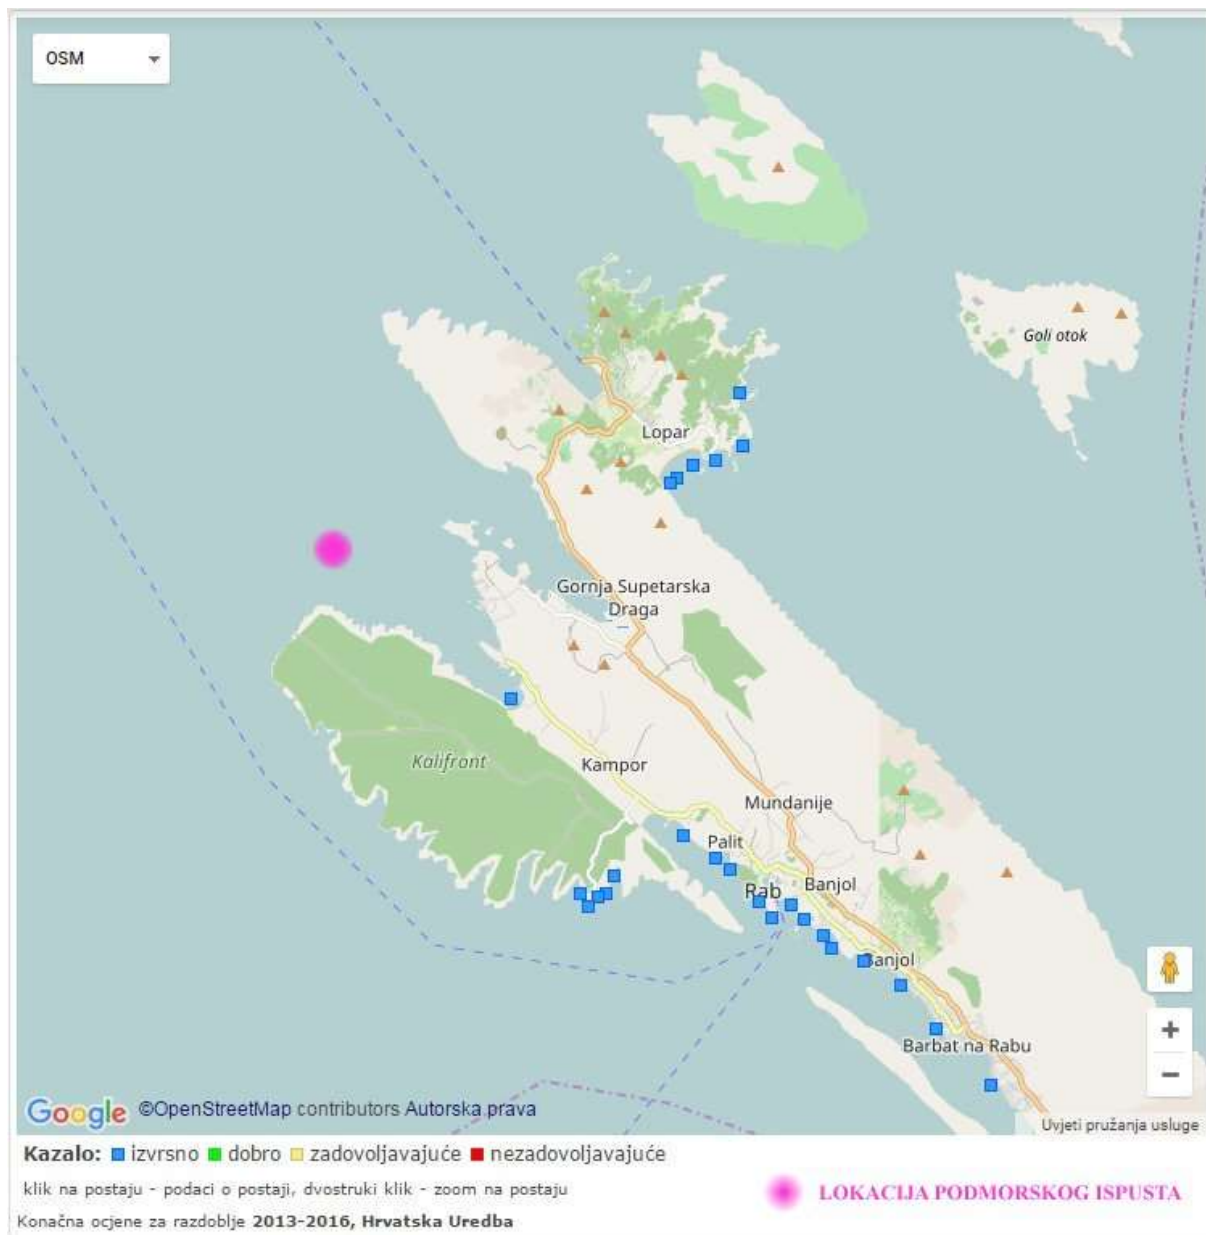 OSM
Goli otok
Lopar
Gornja Supetarska
Draga
Kalifront
Kampor
Mundanije
Palit
Rab
Banjol
Banjol
Barbat na Rabu
+
−
Google ©OpenStreetMap contributors Autorska prava
Uvjeti pružanja usluge
Kazalo: izvrsno dobro zadovoljavajuće nezadovoljavajuće
klik na postaju - podaci o postaji, dvostruki klik - zoom na postaju
LOKACIJA PODMORSKOG ISPUSTA
Konačna ocjene za razdoblje 2013-2016, Hrvatska Uredba